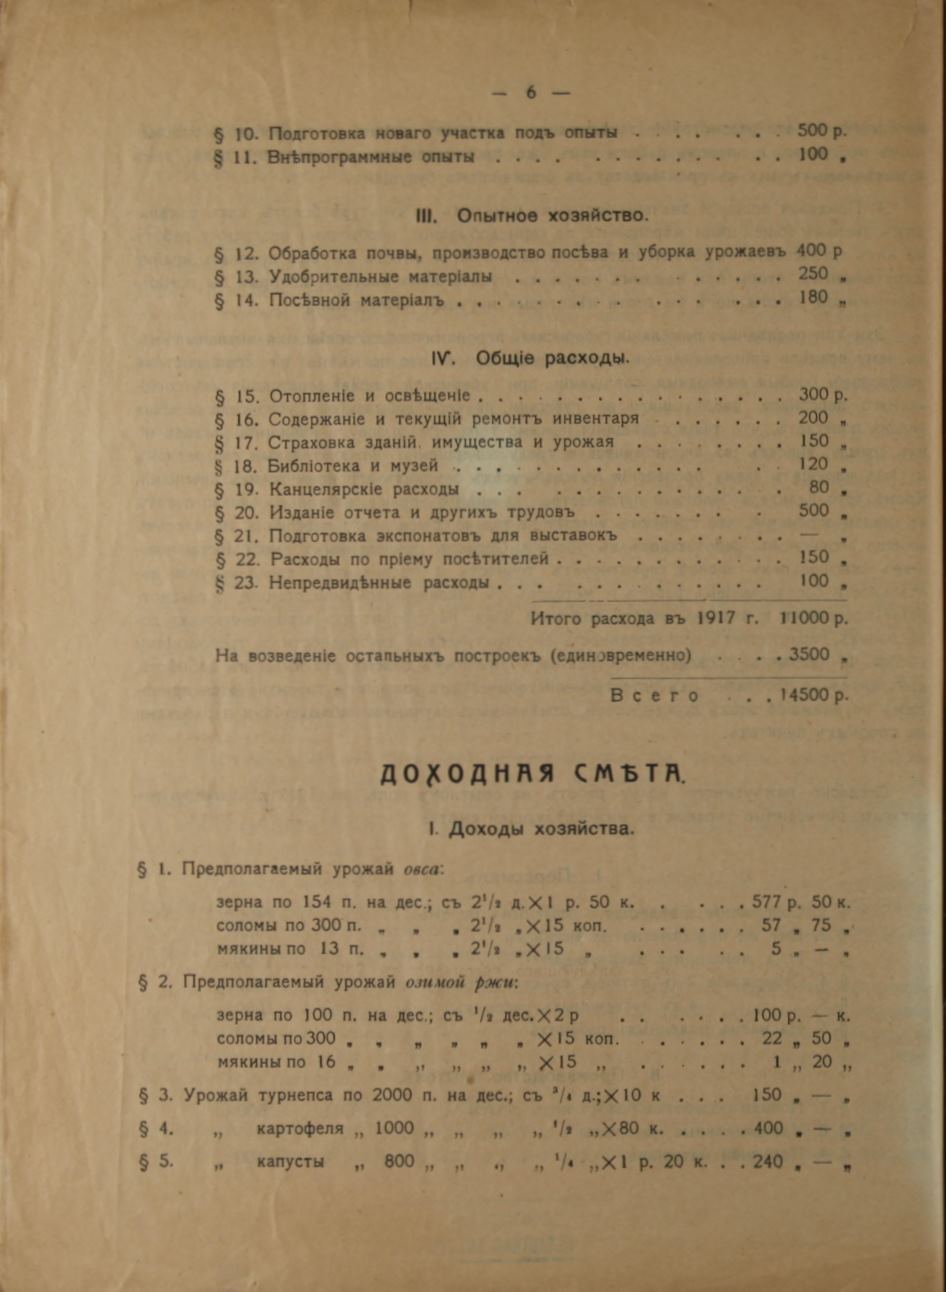 — 6 —
§ 10. Подготовка новаго участка подъ опыты . . . . . . . 500 р.
§ 11. Внѣпрограммные опыты . . . . . . . . . . . . . 100 „
III. Опытное хозяйство.
§ 12. Обработка почвы, производство посѣва и уборка урожаевъ 400 р
§ 13. Удобрительные матеріалы . . . . . . . . . . . . 250 „
§ 14. Посѣвной матеріалъ . . . . . . . . . . . . . . . 180 „
IV. Общіе расходы.
§ 15. Отопленіе и освѣщеніе . . . . . . . . . . . . . . . . 300 р.
§ 16. Содержаніе и текущій ремонтъ инвентаря . . . . . . 200 „
§ 17. Страховка зданій, имущества и урожая . . . . . . . . 150 „
§ 18. Библіотека и музей . . . . . . . . . . . . . . . 120 „
§ 19. Канцелярскіе расходы . . . . . . . . . . . . . . . 80 „
§ 20. Изданіе отчета и другихъ трудовъ . . . . . . . . 500 „
§ 21. Подготовка экспонатовъ для выставокъ . . . . . . . . — „
§ 22. Расходы по пріему посѣтителей . . . . . . . . . . . . 150 „
§ 23. Непредвидѣнные расходы . . . . . . . . . . . . . . 100 „
Итого расхода въ 1917 г. 11000 р.
На возведеніе остальныхъ построекъ (единовременно) . . . . 3500 „
Всего . . . 14500 р.
ДОХОДНАЯ СМѢТА.
I. Доходы хозяйства.
§ 1. Предполагаемый урожай овса:
зерна по 154 п. на дес.; съ 2¹/₂ д.×1 р. 50 к. . . . . 577 р. 50 к.
соломы по 300 п. „ „ „ 2¹/₂ „×15 коп. . . . . . . 57 „ 75 „
мякины по 13 п. „ „ „ 2¹/₂ „×15 „ . . . . . 5 „ — „
§ 2. Предполагаемый урожай озимой ржи:
зерна по 100 п. на дес.; съ ¹/₂ дес.×2 р . . . . . . 100 р. — к.
соломы по 300 „ „ „ „ „ „ ×15 коп. . . . . . . 22 „ 50 „
мякины по 16 „ „ „ „ „ „ ×15 „ . . . . . . 1 „ 20 „
§ 3. Урожай турнепса по 2000 п. на дес.; съ ³/₄ д.;×10 к . . . 150 „ — „
§ 4. „ картофеля „ 1000 „ „ „ „ ¹/₂ „×80 к. . . . . 400 „ — „
§ 5. „ капусты „ 800 „ „ „ „ ¹/₄ „×1 р. 20 к. . . 240 „ — „